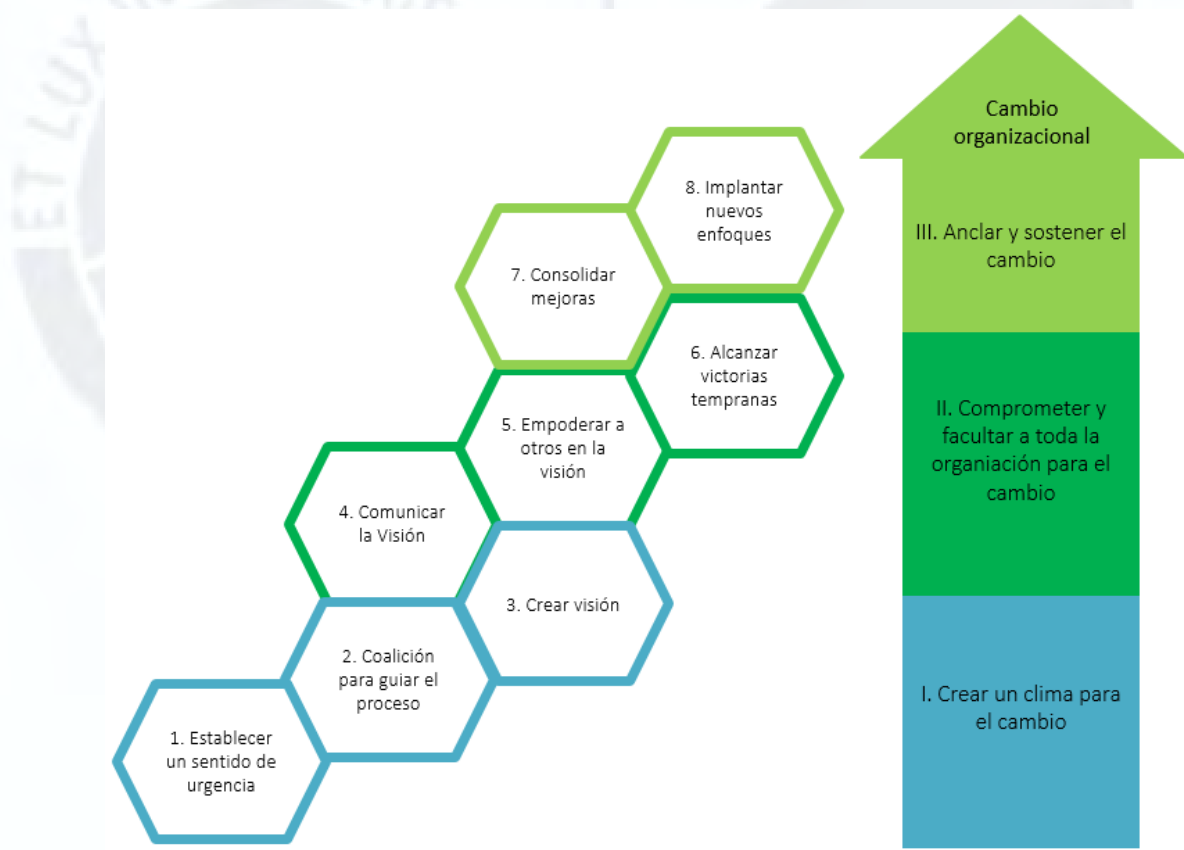 ET LUX
Cambio
organizacional
8. Implantar
nuevos
enfoques
III. Anclar y sostener el
cambio
7. Consolidar
mejoras
6. Alcanzar
victorias
tempranas
II. Comprometer y
facultar a toda la
organiación para el
cambio
5. Empoderar a
otros en la
visión
4. Comunicar
la Visión
3. Crear visión
2. Coalición
para guiar el
proceso
I. Crear un clima para
el cambio
1. Establecer
un sentido de
urgencia